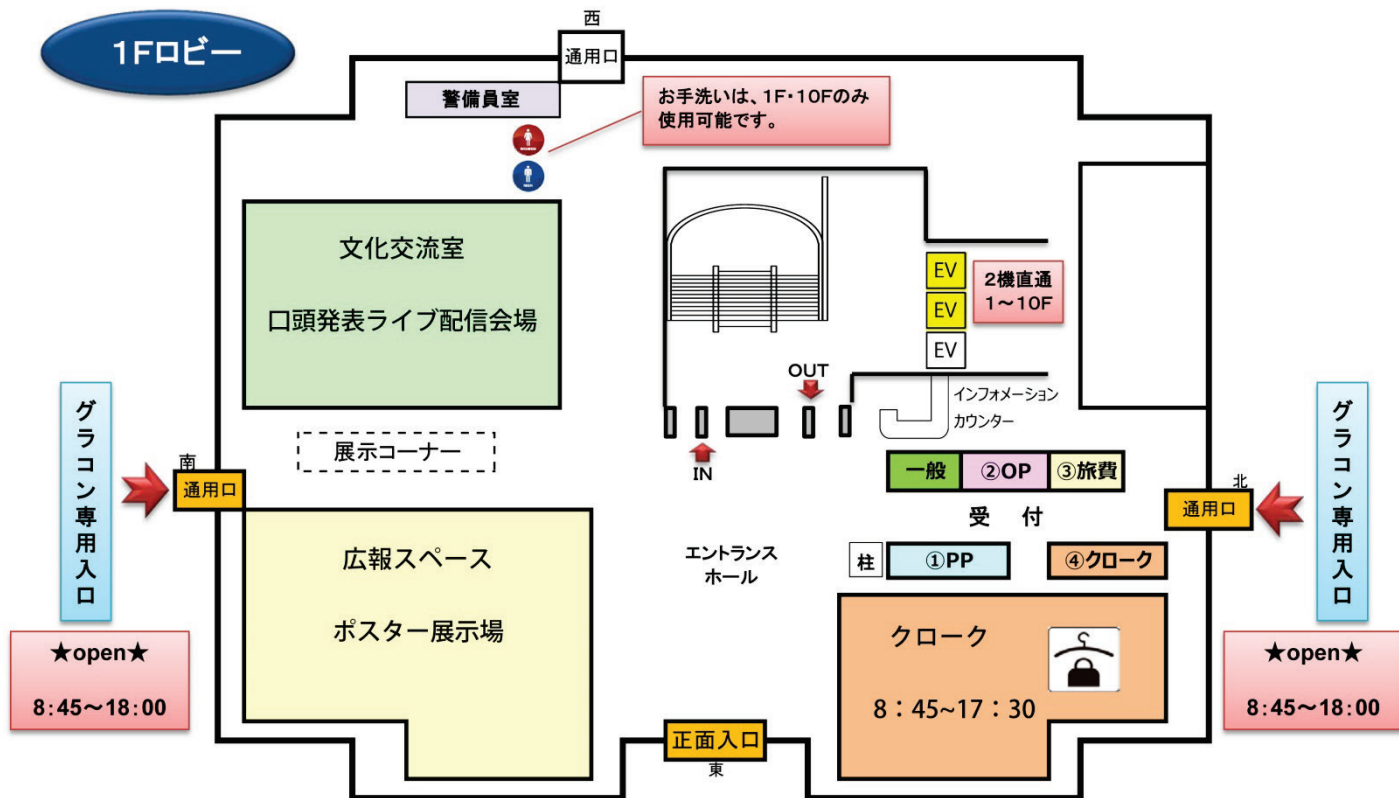 1Fロビー
西
通用口
警備員室
お手洗いは、1F・10Fのみ
使用可能です。
文化交流室
口頭発表ライブ配信会場
EV
EV
EV
2機直通
1～10F
OUT
インフォメーション
カウンター
IN
展示コーナー
グラコン専用入口
南
通用口
★open★
8:45～18:00
一般
②OP
③旅費
受 付
①PP
④クローク
柱
エントランス
ホール
北
通用口
グラコン専用入口
★open★
8:45～18:00
広報スペース
ポスター展示場
クローク
8：45~17：30
正面入口
東